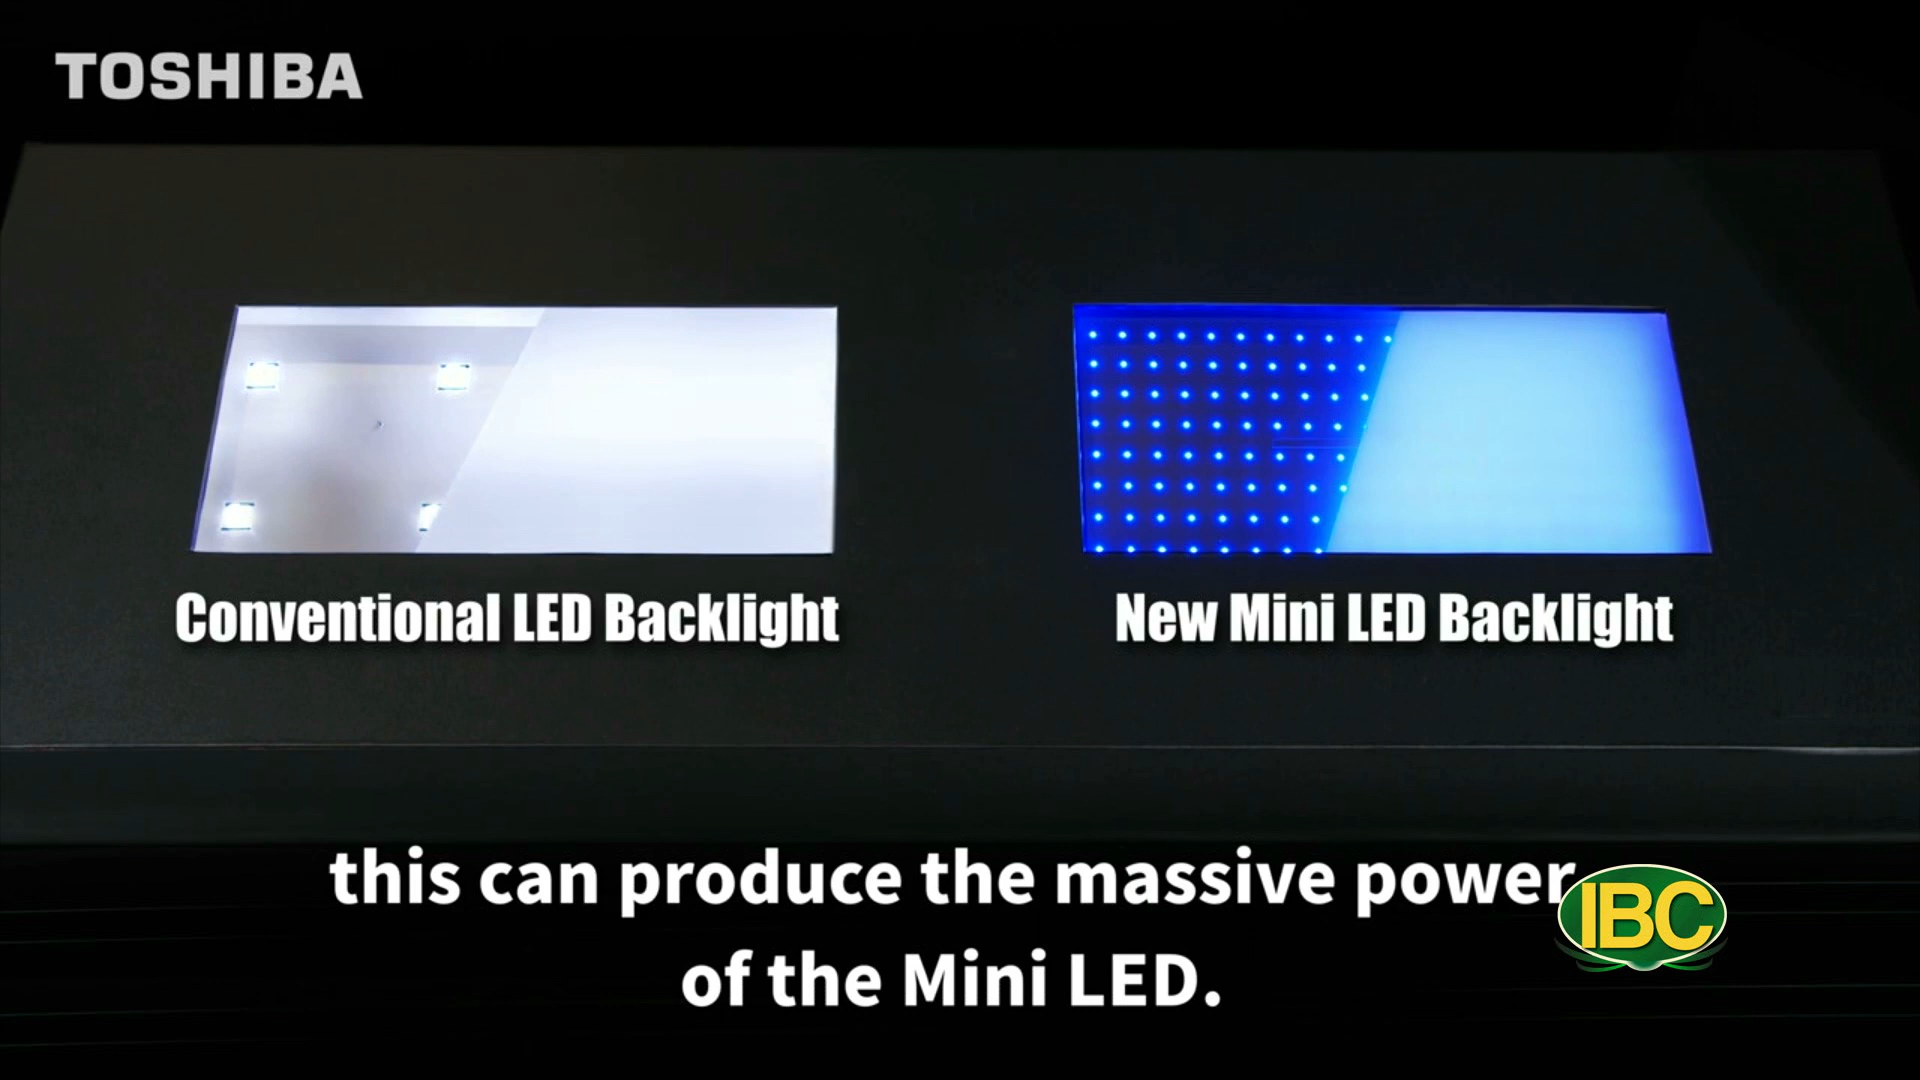 TOSHIBA
Conventional LED Backlight
New Mini LED Backlight
this can produce the massive power
of the Mini LED.
IBC